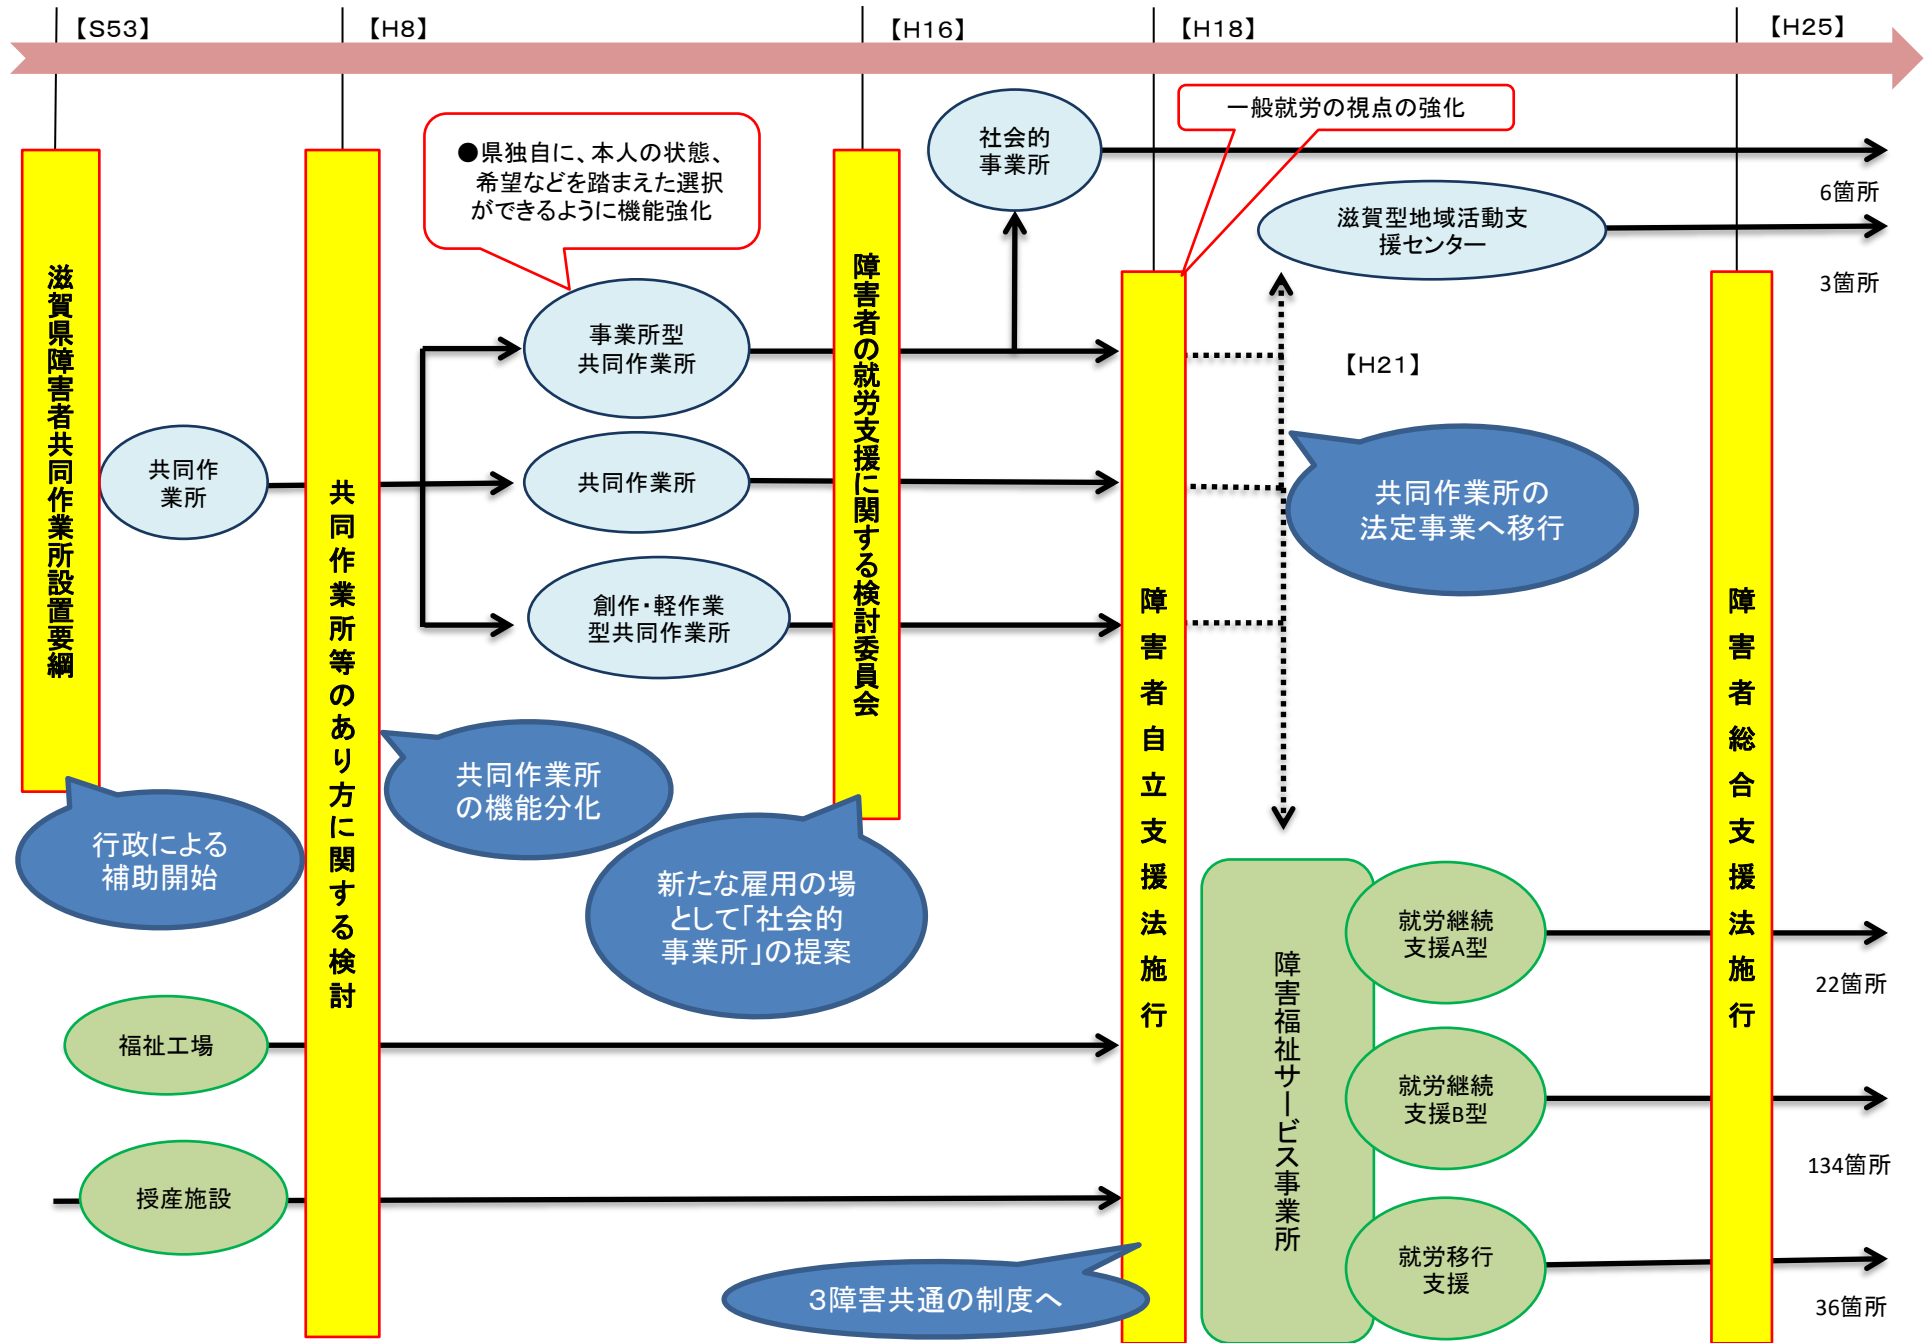 【S53】
【H8】
【H16】
【H18】
【H25】
一般就労の視点の強化
●県独自に、本人の状態、
希望などを踏まえた選択
ができるように機能強化
社会的
事業所
6箇所
滋賀型地域活動支
援センター
3箇所
滋賀県障害者共同作業所設置要綱
共同作
業所
共同作業所等のあり方に関する検討
事業所型
共同作業所
共同作業所
創作・軽作業
型共同作業所
障害者の就労支援に関する検討委員会
障害者自立支援法施行
【H21】
共同作業所の
法定事業へ移行
障害者総合支援法施行
行政による
補助開始
共同作業所
の機能分化
新たな雇用の場
として「社会的
事業所」の提案
福祉工場
授産施設
3障害共通の制度へ
障害福祉サービス事業所
就労継続
支援A型
22箇所
就労継続
支援B型
134箇所
就労移行
支援
36箇所